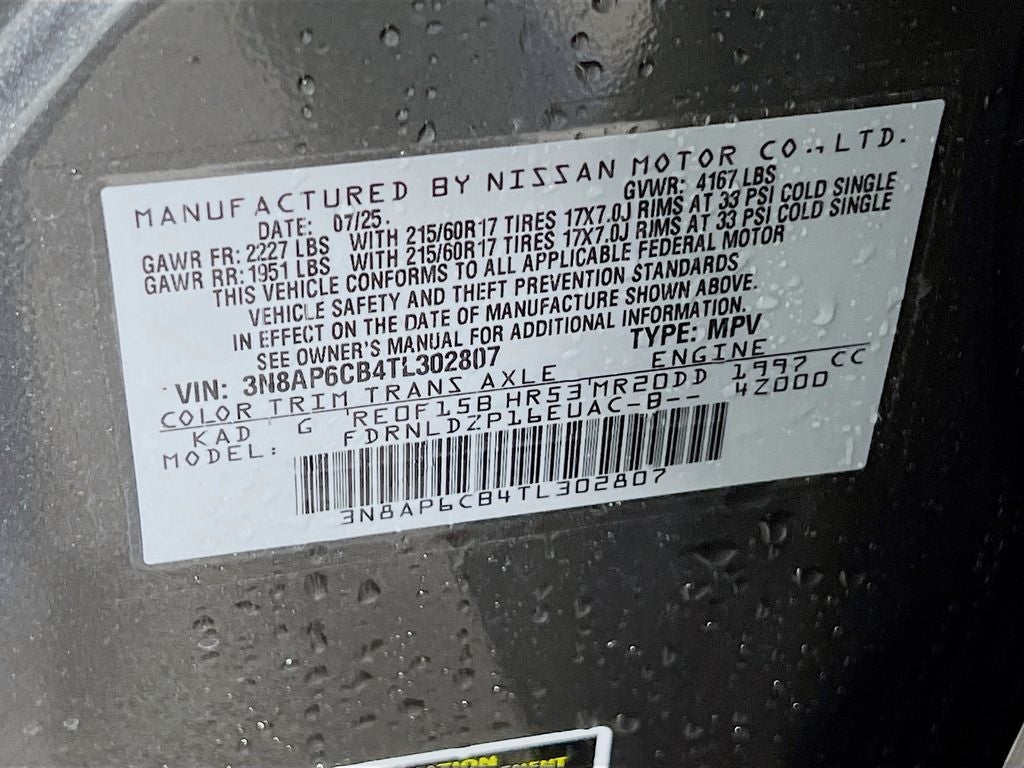 MANUFACTURED BY NISSAN MOTOR CO., LTD.
DATE: 07/25. GVWR: 4167 LBS
GAWR FR: 2227 LBS WITH 215/60R17 TIRES 17X7.0J RIMS AT 33 PSI COLD SINGLE
GAWR RR: 1951 LBS WITH 215/60R17 TIRES 17X7.0J RIMS AT 33 PSI COLD SINGLE
THIS VEHICLE CONFORMS TO ALL APPLICABLE FEDERAL MOTOR
VEHICLE SAFETY AND THEFT PREVENTION STANDARDS
IN EFFECT ON THE DATE OF MANUFACTURE SHOWN ABOVE.
SEE OWNER'S MANUAL FOR ADDITIONAL INFORMATION.
VIN: 3N8AP6CB4TL302807 TYPE: MPV
COLOR TRIM TRANS AXLE ENGINE
KAD G RE0F15B HR53 MR20DD 1997 CC
MODEL: FDRNLDZP16EUAC-B-- 4Z000
3N8AP6CB4TL302807